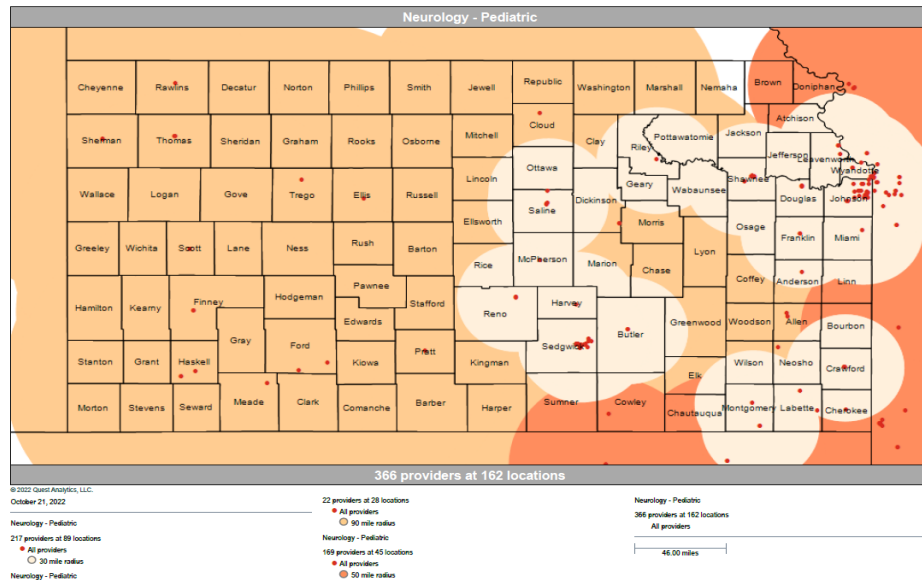 Neurology - Pediatric
Cheyenne Rawlins Decatur Norton Phillips Smith Jewell Republic Washington Marshall Nemaha Brown Doniphan
Sherman Thomas Sheridan Graham Rooks Osborne Mitchell Cloud Clay Riley Pottawatomie Jackson Atchison
Jefferson Leavenworth
Wallace Logan Gove Trego Ellis Russell Lincoln Ottawa Geary Wabaunsee Shawnee Wyandotte
Saline Dickinson Douglas Johnson
Greeley Wichita Scott Lane Ness Rush Barton Ellsworth Morris Osage Franklin Miami
Rice McPherson Marion Chase Lyon
Hamilton Kearny Finney Hodgeman Pawnee Stafford Coffey Anderson Linn
Gray Ford Edwards Reno Harvey Butler Greenwood Woodson Allen Bourbon
Stanton Grant Haskell Kiowa Pratt Kingman Sedgwick Elk Wilson Neosho Crawford
Morton Stevens Seward Meade Clark Comanche Barber Harper Sumner Cowley Chautauqua Montgomery Labette Cherokee
366 providers at 162 locations
© 2022 Quest Analytics, LLC.
October 21, 2022
Neurology - Pediatric
217 providers at 89 locations
All providers
30 mile radius
Neurology - Pediatric
22 providers at 28 locations
All providers
90 mile radius
Neurology - Pediatric
169 providers at 45 locations
All providers
50 mile radius
Neurology - Pediatric
366 providers at 162 locations
All providers
46.00 miles